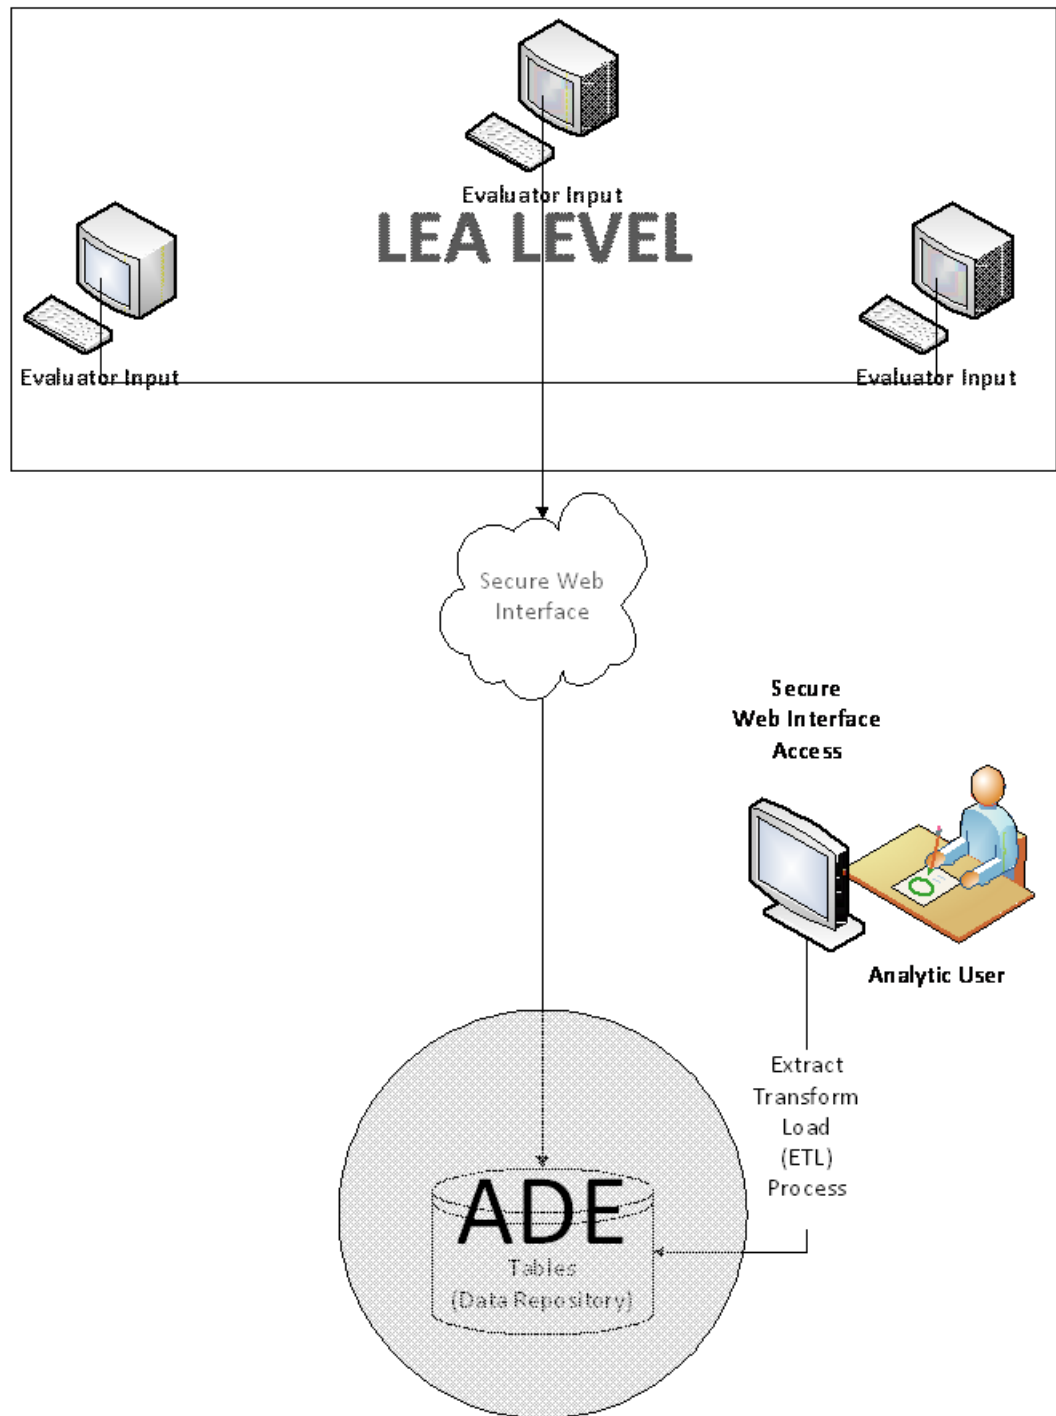 Evaluator Input
LEA LEVEL
Evaluator Input
Evaluator Input
Secure Web
Interface
Secure
Web Interface
Access
Analytic User
Extract
Transform
Load
(ETL)
Process
ADE
Tables
(Data Repository)